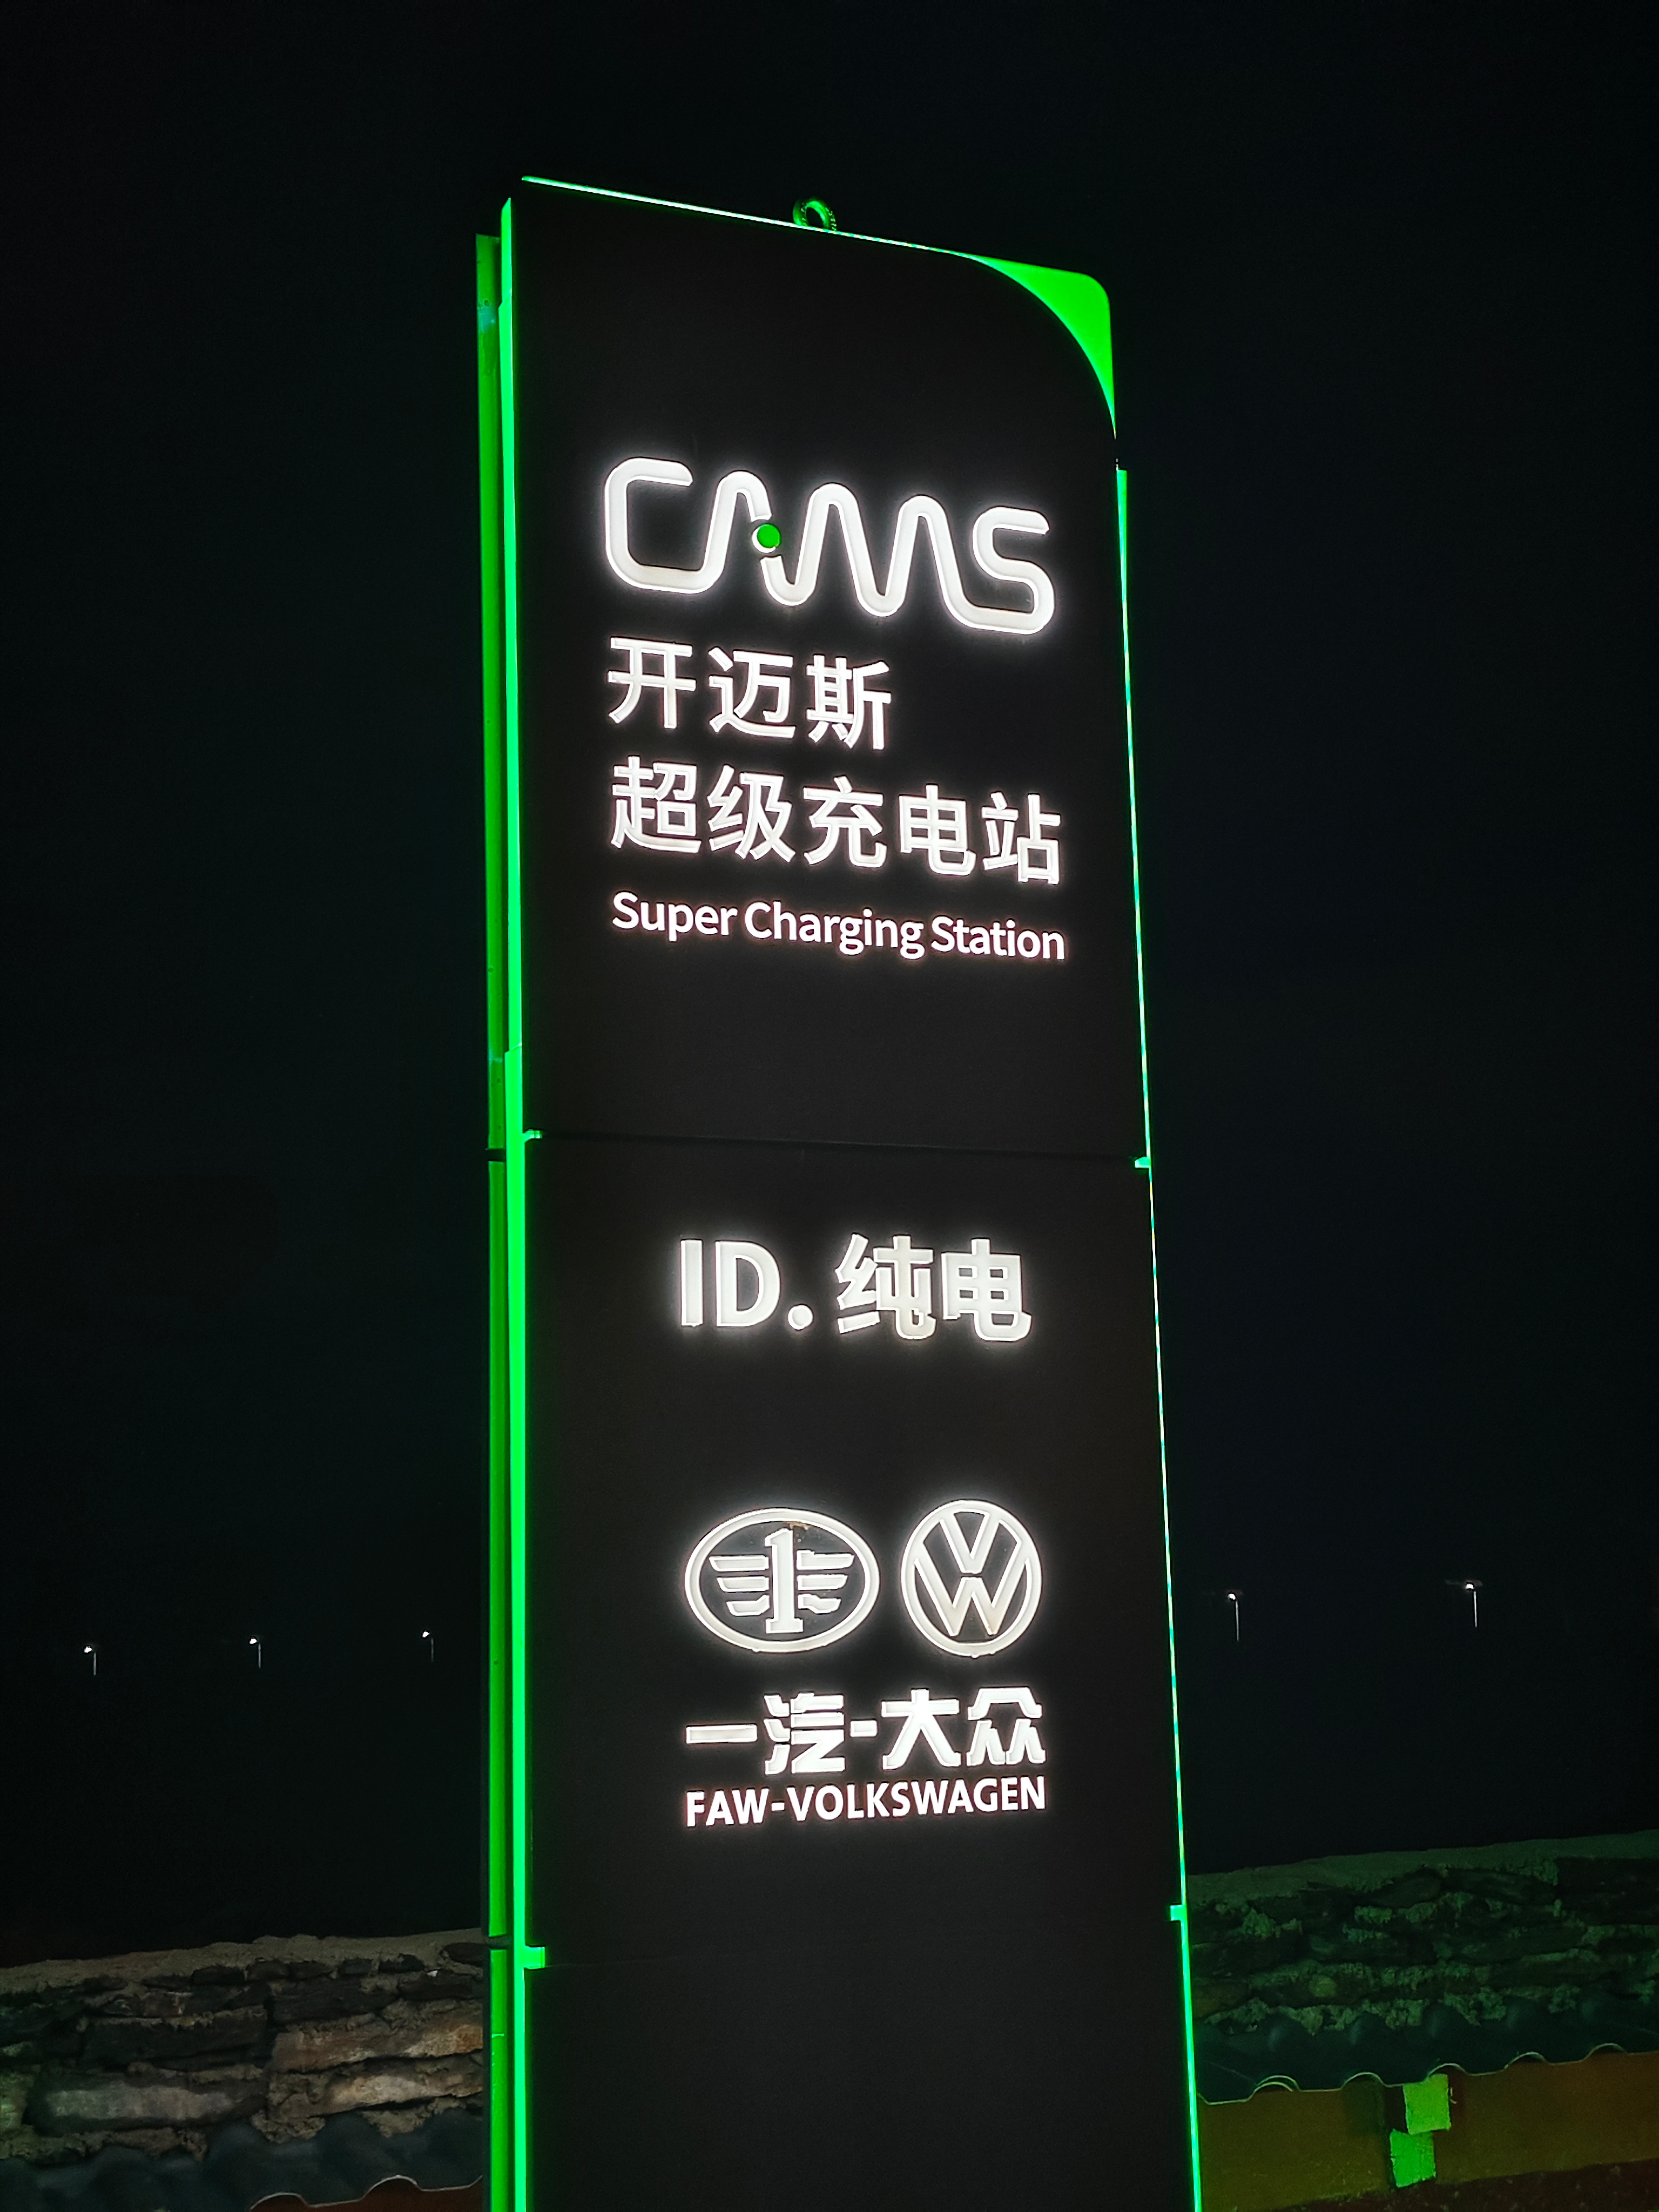 CAMS
开迈斯
超级充电站
Super Charging Station
ID. 纯电
一汽-大众
FAW-VOLKSWAGEN